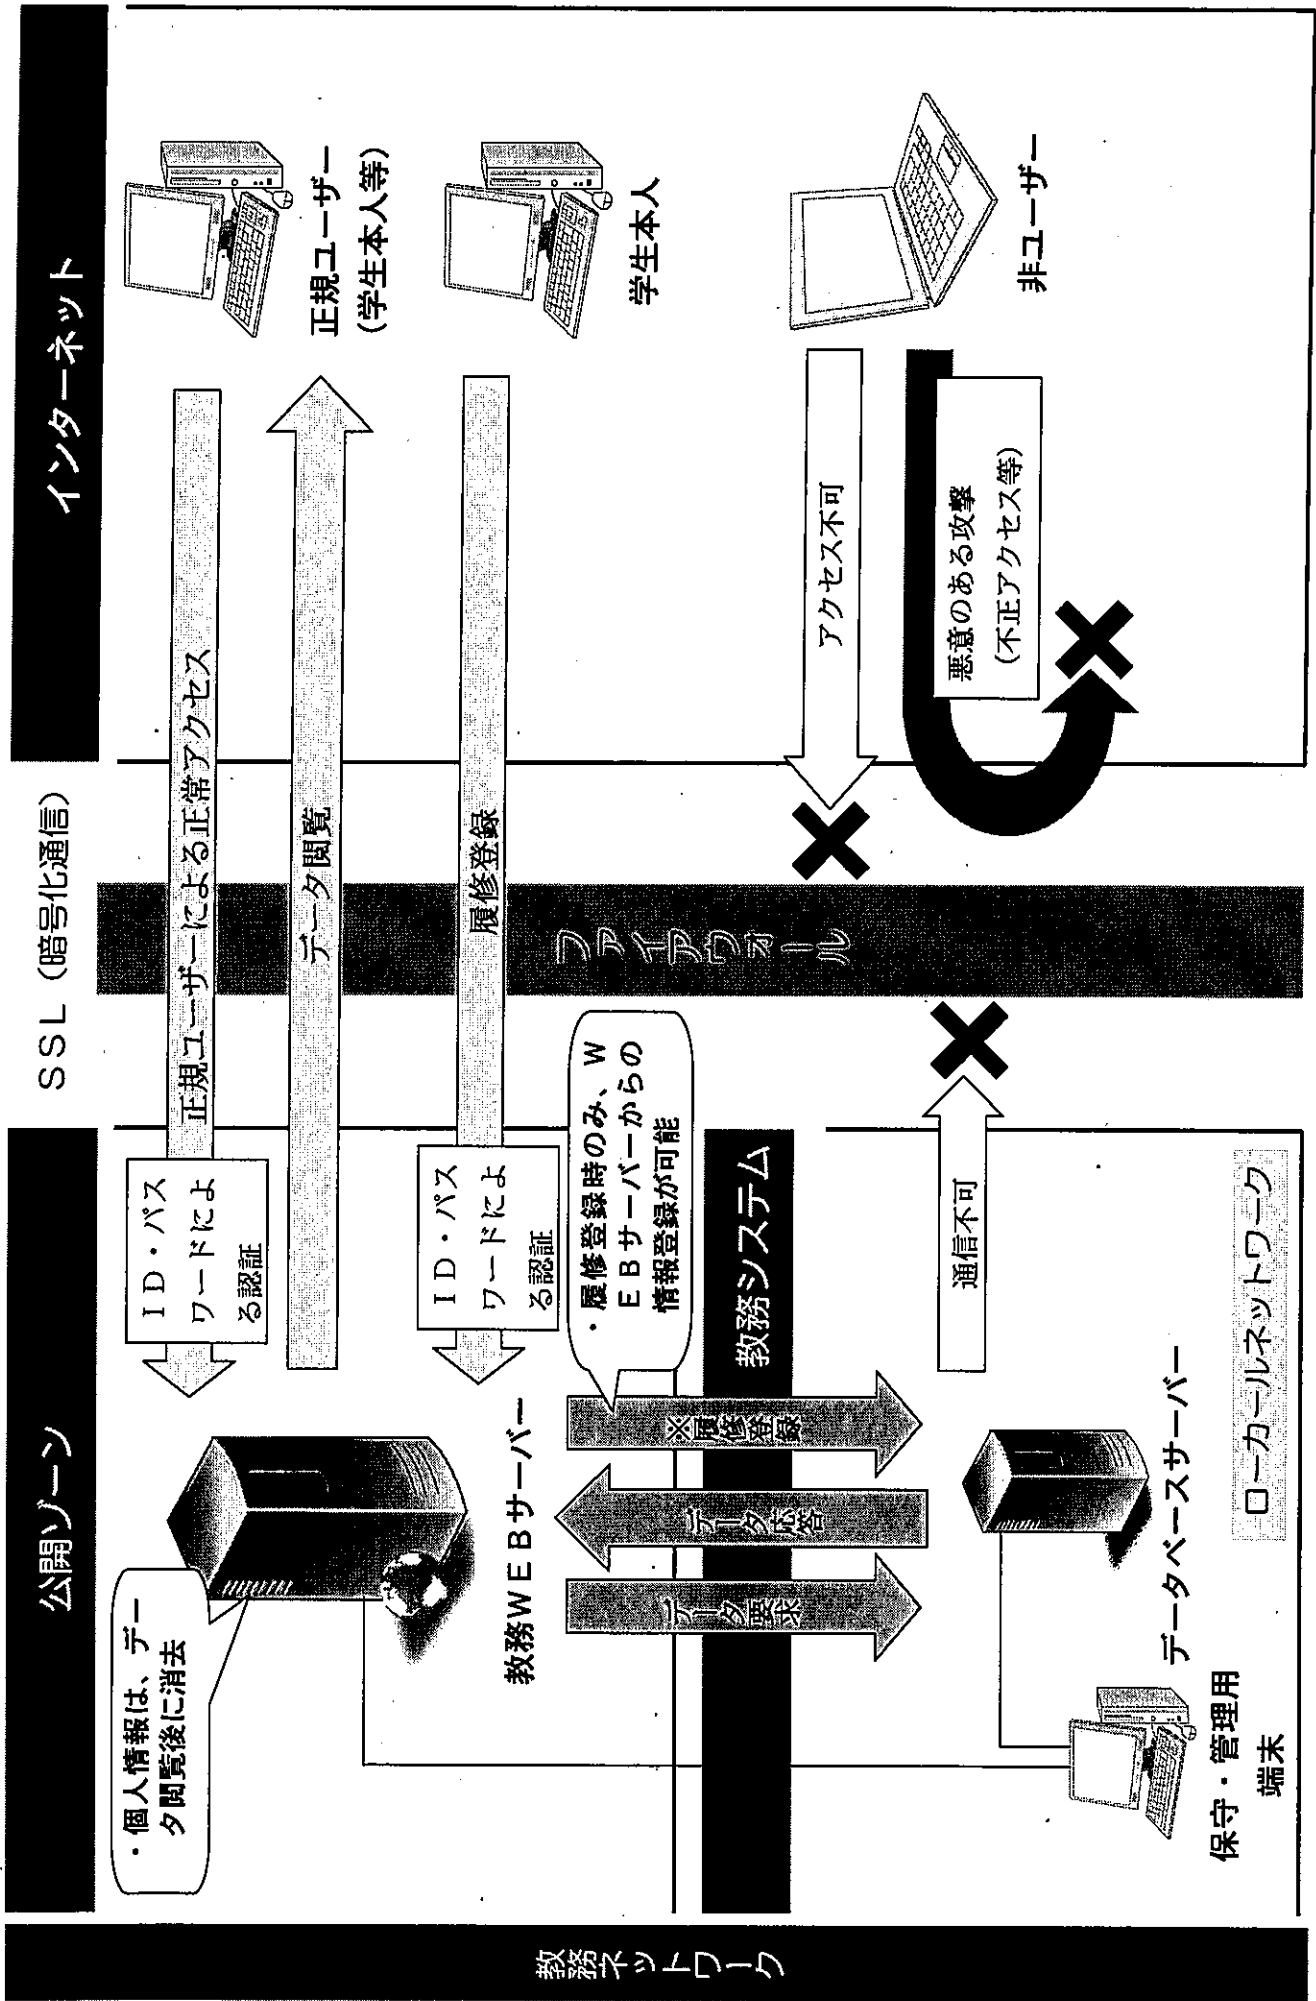 教務ネットワーク
公開ゾーン
SSL（暗号化通信）
インターネット
・個人情報は、デー
タ閲覧後に消去
ID・パス
ワードによ
る認証
正規ユーザーによる正常アクセス
データ閲覧
正規ユーザー
（学生本人等）
ID・パス
ワードによ
る認証
履修登録
学生本人
教務WEBサーバー
・履修登録時のみ、W
EBサーバーからの
情報登録が可能
ファイアウォール
教務システム
データ要求
データ応答
※履修登録
アクセス不可
悪意のある攻撃
（不正アクセス等）
非ユーザー
通信不可
データベースサーバー
保守・管理用
端末
ローカールネットワーク